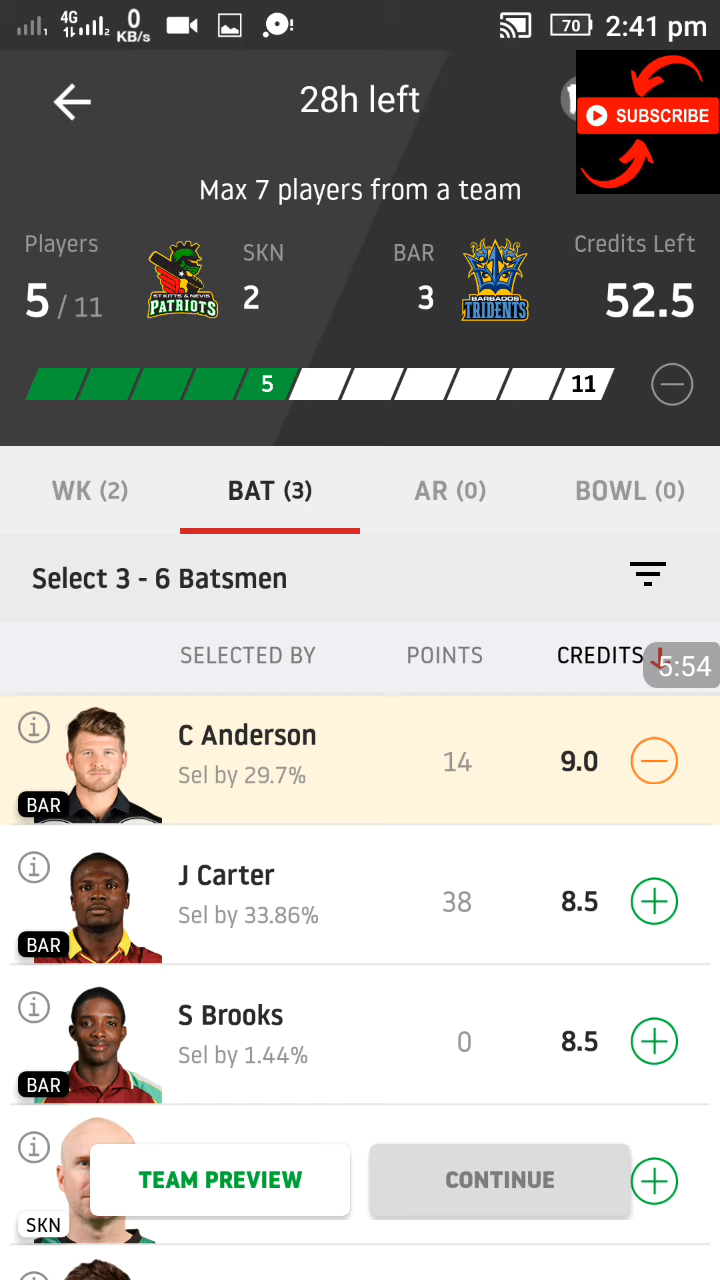 4G
1
2
0
KB/s
70
2:41 pm
28h left
SUBSCRIBE
Max 7 players from a team
Players
SKN
BAR
Credits Left
5 / 11
2
3
52.5
ST KITTS & NEVIS
PATRIOTS
BARBADOS
TRIDENTS
5
11
WK (2)
BAT (3)
AR (0)
BOWL (0)
Select 3 - 6 Batsmen
SELECTED BY
POINTS
CREDITS
5:54
C Anderson
Sel by 29.7%
14
9.0
BAR
J Carter
Sel by 33.86%
38
8.5
BAR
S Brooks
Sel by 1.44%
0
8.5
BAR
TEAM PREVIEW
CONTINUE
SKN